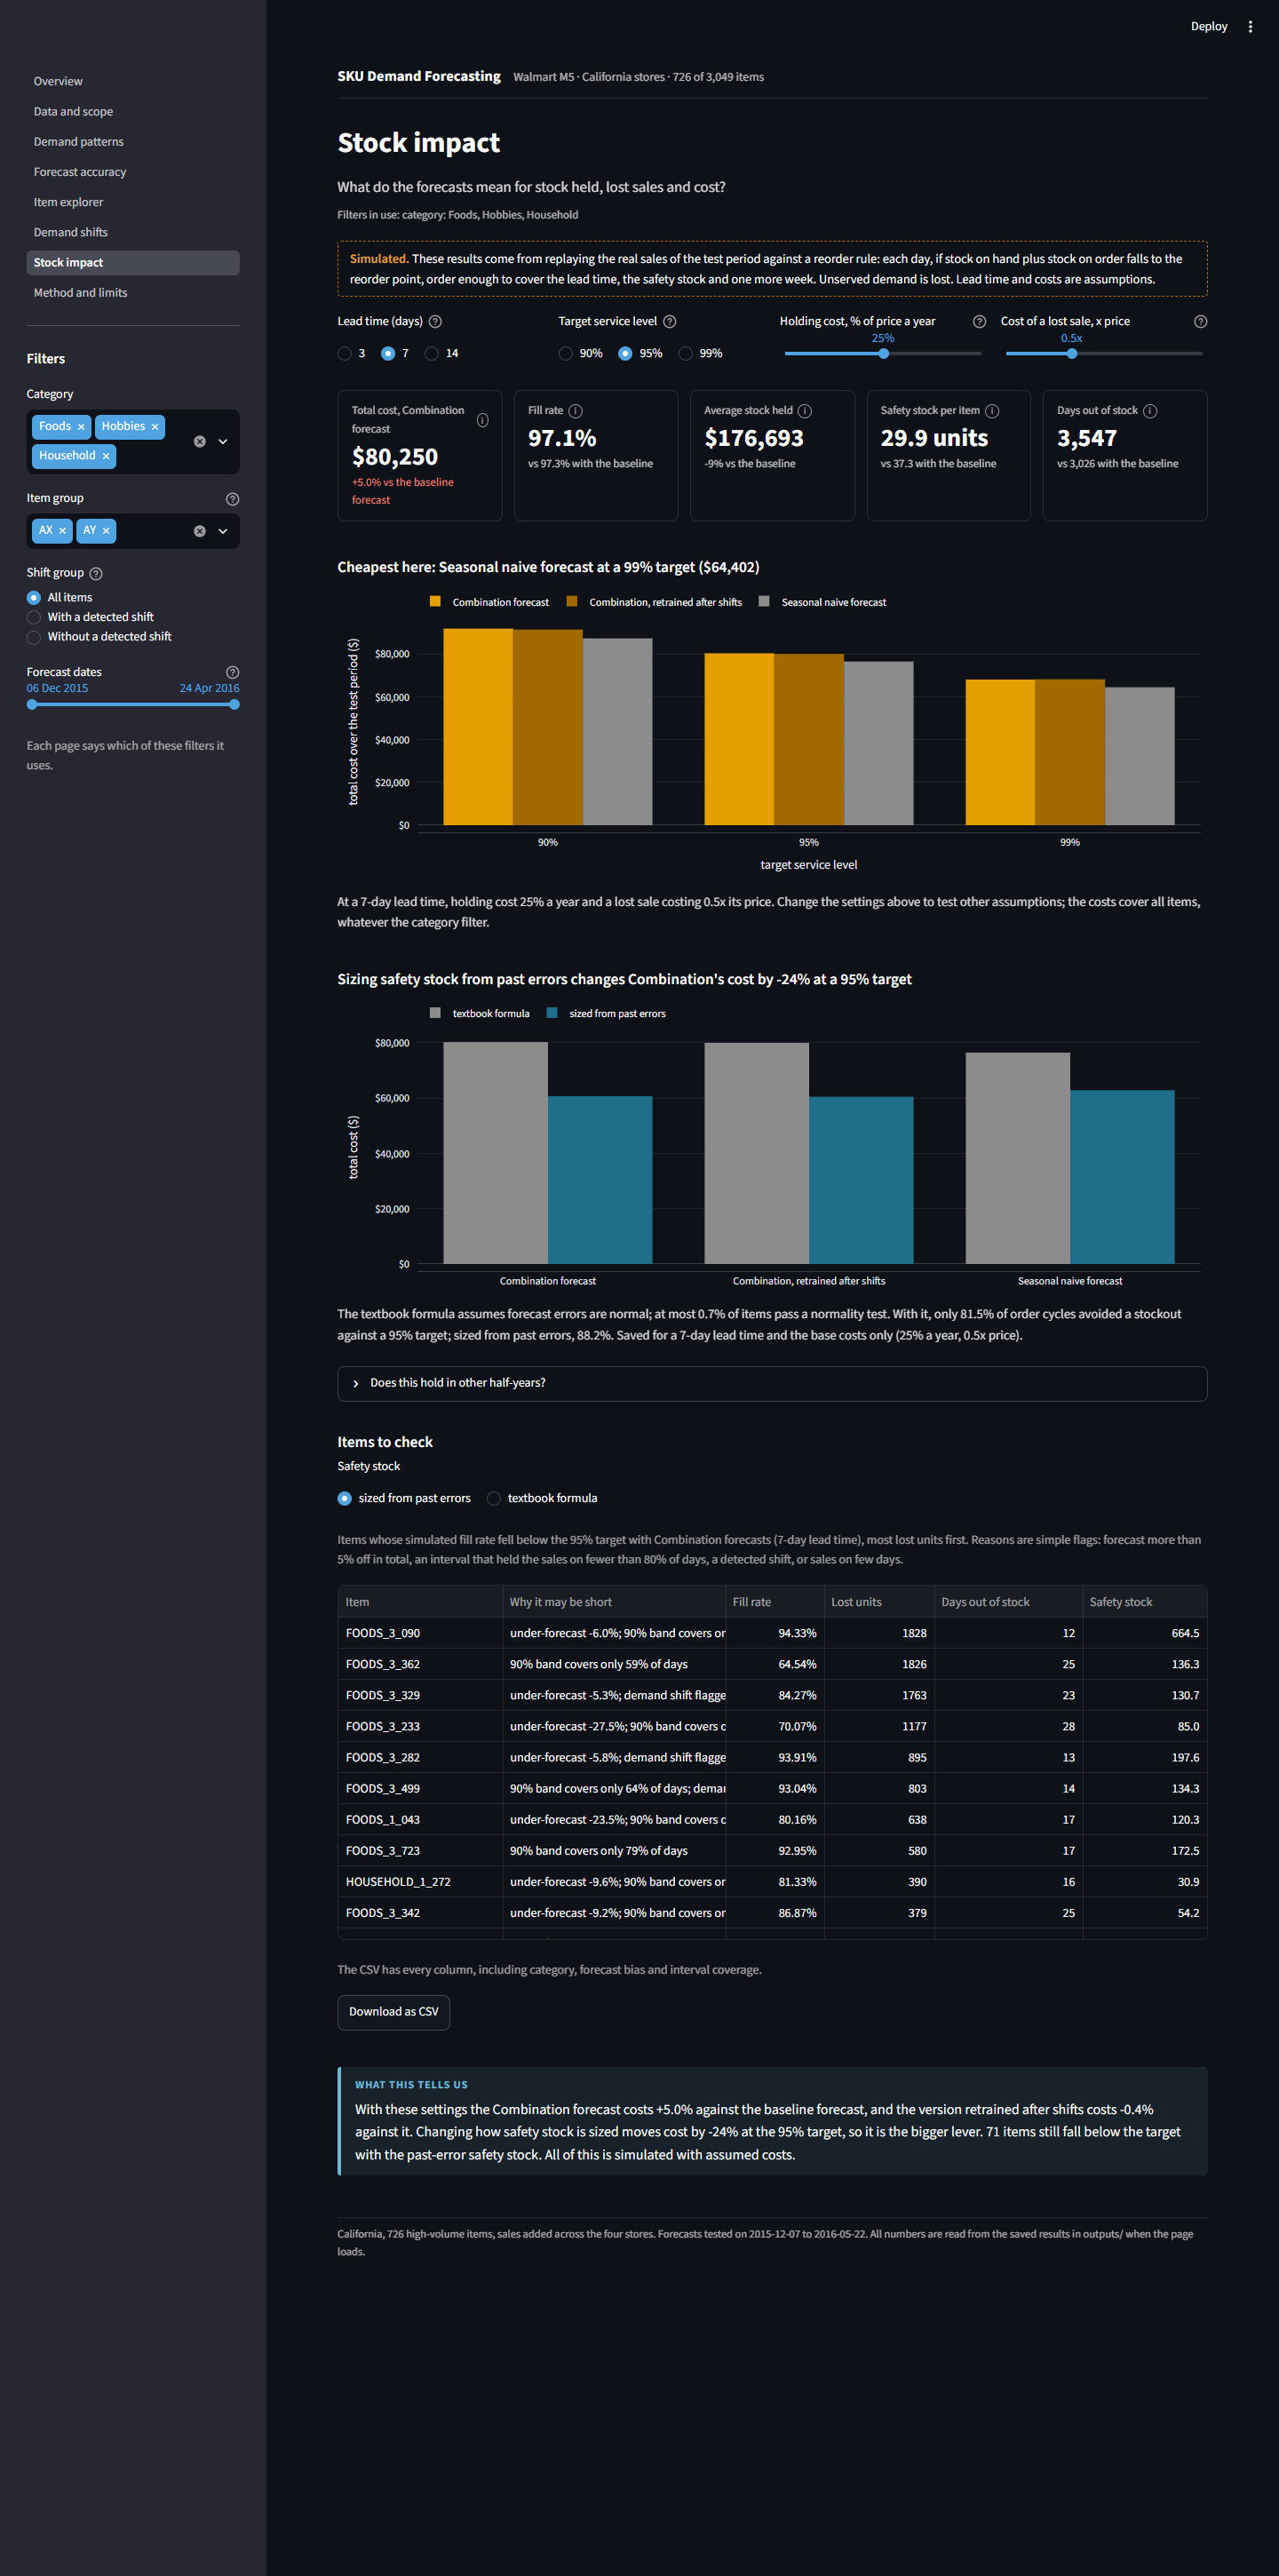 Deploy
Overview
Data and scope
Demand patterns
Forecast accuracy
Item explorer
Demand shifts
Stock impact
Method and limits
Filters
Category
Foods × Hobbies ×
Household ×
Item group
AX × AY ×
Shift group
All items
With a detected shift
Without a detected shift
Forecast dates
06 Dec 2015 24 Apr 2016
Each page says which of these filters it
uses.
SKU Demand Forecasting Walmart M5 · California stores · 726 of 3,049 items
Stock impact
What do the forecasts mean for stock held, lost sales and cost?
Filters in use: category: Foods, Hobbies, Household
Simulated. These results come from replaying the real sales of the test period against a reorder rule: each day, if stock on hand plus stock on order falls to the
reorder point, order enough to cover the lead time, the safety stock and one more week. Unserved demand is lost. Lead time and costs are assumptions.
Lead time (days) Target service level Holding cost, % of price a year Cost of a lost sale, x price
25% 0.5x
3 7 14 90% 95% 99%
Total cost, Combination
forecast
$80,250
+5.0% vs the baseline
forecast
Fill rate
97.1%
vs 97.3% with the baseline
Average stock held
$176,693
-9% vs the baseline
Safety stock per item
29.9 units
vs 37.3 with the baseline
Days out of stock
3,547
vs 3,026 with the baseline
Cheapest here: Seasonal naive forecast at a 99% target ($64,402)
Combination forecast Combination, retrained after shifts Seasonal naive forecast
total cost over the test period ($)
$80,000
$60,000
$40,000
$20,000
$0
90% 95% 99%
target service level
At a 7-day lead time, holding cost 25% a year and a lost sale costing 0.5x its price. Change the settings above to test other assumptions; the costs cover all items,
whatever the category filter.
Sizing safety stock from past errors changes Combination's cost by -24% at a 95% target
textbook formula sized from past errors
total cost ($)
$80,000
$60,000
$40,000
$20,000
$0
Combination forecast Combination, retrained after shifts Seasonal naive forecast
The textbook formula assumes forecast errors are normal; at most 0.7% of items pass a normality test. With it, only 81.5% of order cycles avoided a stockout
against a 95% target; sized from past errors, 88.2%. Saved for a 7-day lead time and the base costs only (25% a year, 0.5x price).
Does this hold in other half-years?
Items to check
Safety stock
sized from past errors textbook formula
Items whose simulated fill rate fell below the 95% target with Combination forecasts (7-day lead time), most lost units first. Reasons are simple flags: forecast more than
5% off in total, an interval that held the sales on fewer than 80% of days, a detected shift, or sales on few days.
Item Why it may be short Fill rate Lost units Days out of stock Safety stock
FOODS_3_090 under-forecast -6.0%; 90% band covers or 94.33% 1828 12 664.5
FOODS_3_362 90% band covers only 59% of days 64.54% 1826 25 136.3
FOODS_3_329 under-forecast -5.3%; demand shift flagge 84.27% 1763 23 130.7
FOODS_3_233 under-forecast -27.5%; 90% band covers o 70.07% 1177 28 85.0
FOODS_3_282 under-forecast -5.8%; demand shift flagge 93.91% 895 13 197.6
FOODS_3_499 90% band covers only 64% of days; demar 93.04% 803 14 134.3
FOODS_1_043 under-forecast -23.5%; 90% band covers o 80.16% 638 17 120.3
FOODS_3_723 90% band covers only 79% of days 92.95% 580 17 172.5
HOUSEHOLD_1_272 under-forecast -9.6%; 90% band covers or 81.33% 390 16 30.9
FOODS_3_342 under-forecast -9.2%; 90% band covers or 86.87% 379 25 54.2
The CSV has every column, including category, forecast bias and interval coverage.
Download as CSV
WHAT THIS TELLS US
With these settings the Combination forecast costs +5.0% against the baseline forecast, and the version retrained after shifts costs -0.4%
against it. Changing how safety stock is sized moves cost by -24% at the 95% target, so it is the bigger lever. 71 items still fall below the target
with the past-error safety stock. All of this is simulated with assumed costs.
California, 726 high-volume items, sales added across the four stores. Forecasts tested on 2015-12-07 to 2016-05-22. All numbers are read from the saved results in outputs/ when the page
loads.